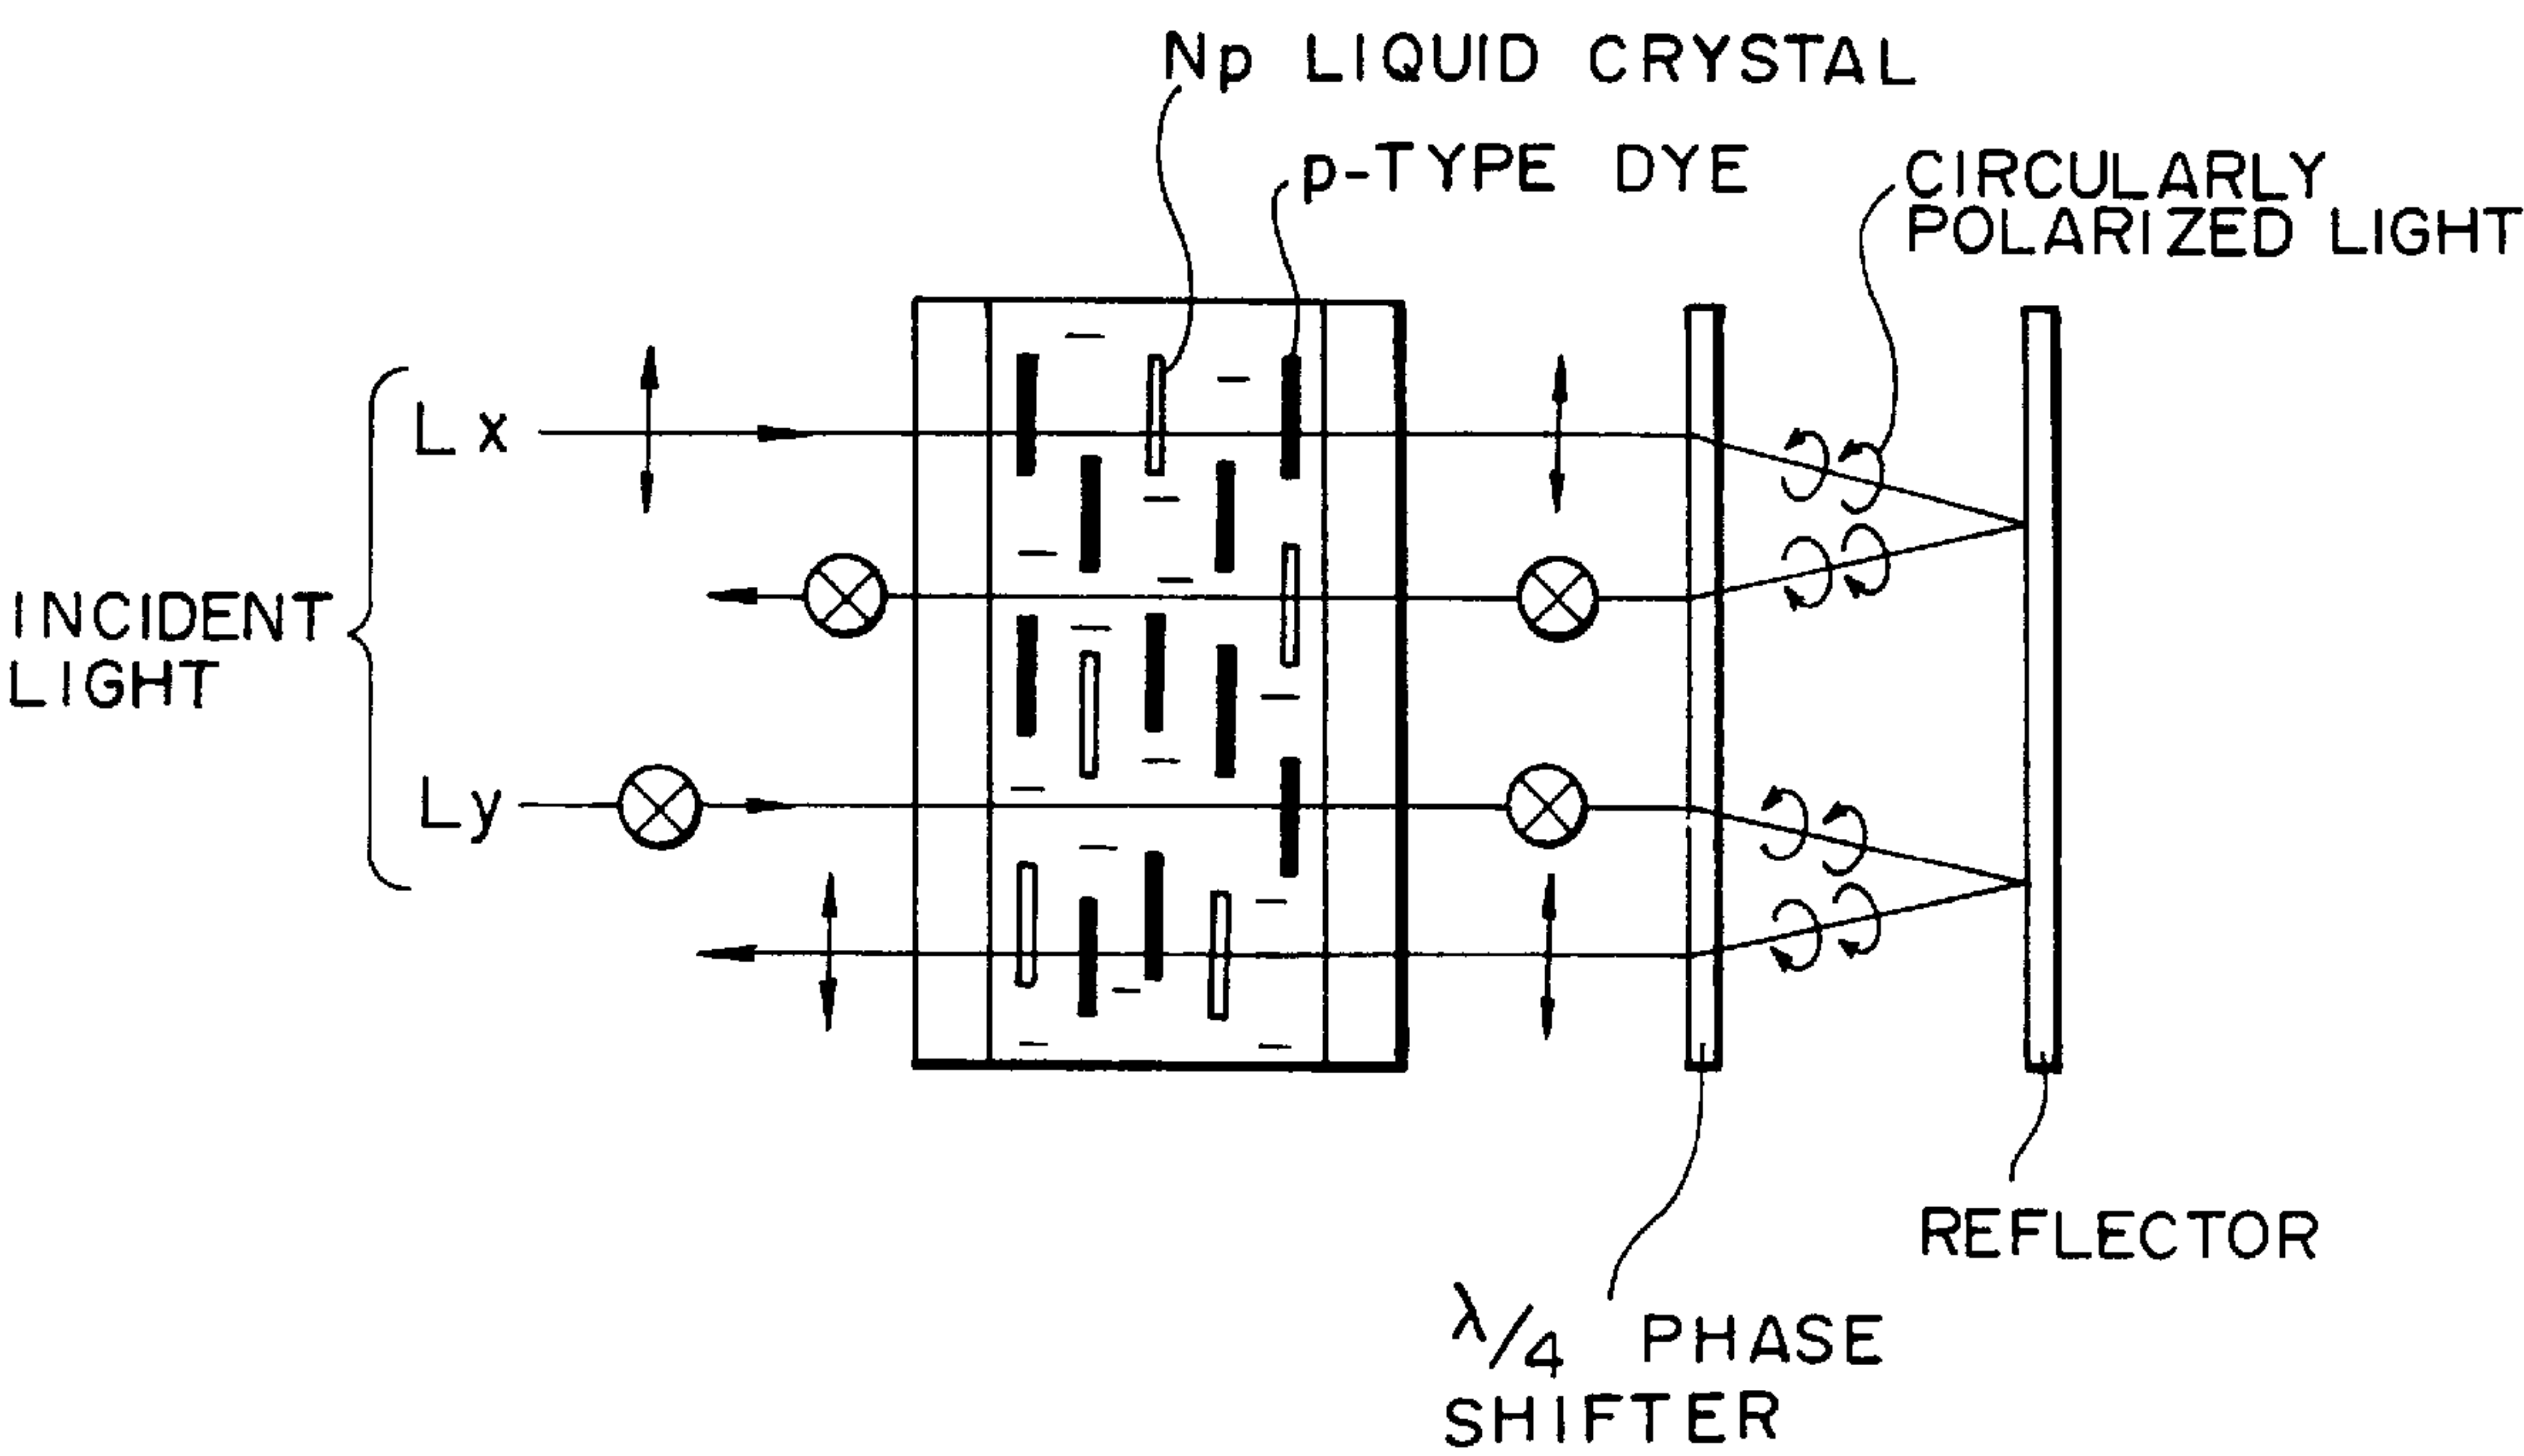 Np LIQUID CRYSTAL
p-TYPE DYE
CIRCULARLY
POLARIZED LIGHT
Lx
INCIDENT
LIGHT
Ly
REFLECTOR
λ/4 PHASE
SHIFTER